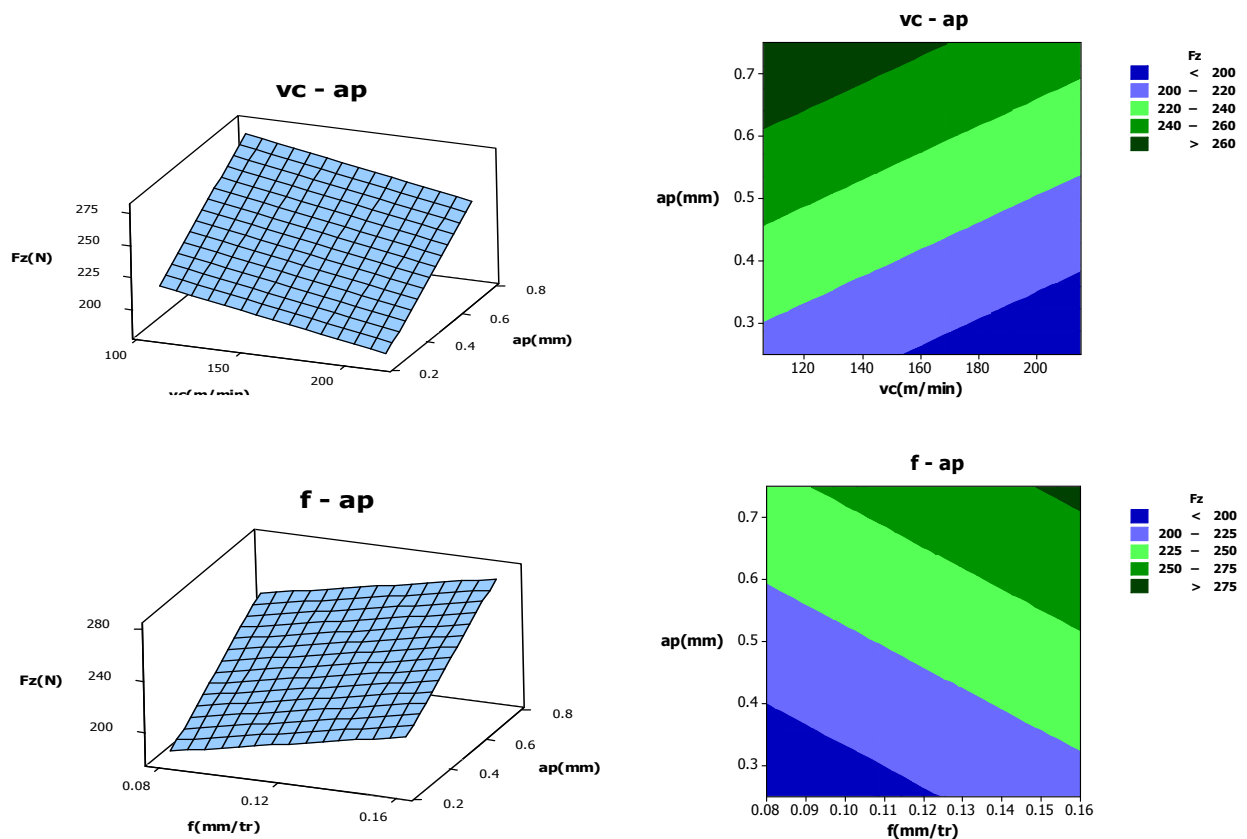 vc - ap
275
250
225
200
Fz(N)
100
150
200
vc(m/min)
0.2
0.4
0.6
0.8
ap(mm)
vc - ap
0.7
0.6
0.5
0.4
0.3
ap(mm)
120 140 160 180 200
vc(m/min)
Fz
< 200
200 – 220
220 – 240
240 – 260
> 260
f - ap
280
240
200
Fz(N)
0.08
0.12
0.16
f(mm/tr)
0.2
0.4
0.6
0.8
ap(mm)
f - ap
0.7
0.6
0.5
0.4
0.3
ap(mm)
0.08 0.09 0.10 0.11 0.12 0.13 0.14 0.15 0.16
f(mm/tr)
Fz
< 200
200 – 225
225 – 250
250 – 275
> 275